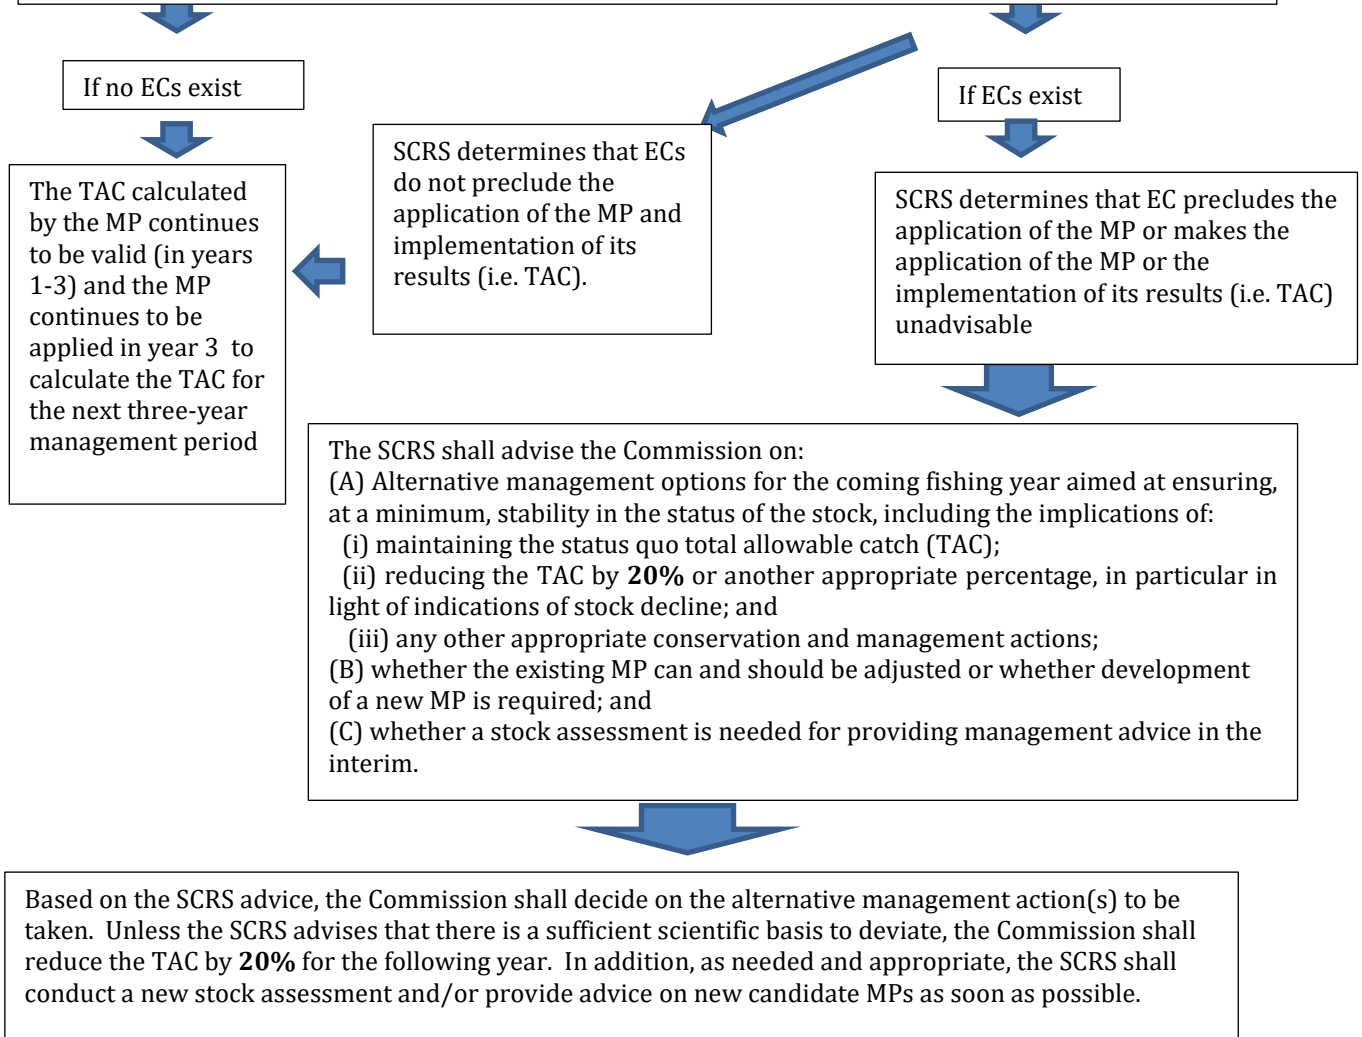 If no ECs exist
If ECs exist
The TAC calculated
by the MP continues
to be valid (in years
1-3) and the MP
continues to be
applied in year 3 to
calculate the TAC for
the next three-year
management period
SCRS determines that ECs
do not preclude the
application of the MP and
implementation of its
results (i.e. TAC).
SCRS determines that EC precludes the
application of the MP or makes the
application of the MP or the
implementation of its results (i.e. TAC)
unadvisable
The SCRS shall advise the Commission on:
(A) Alternative management options for the coming fishing year aimed at ensuring,
at a minimum, stability in the status of the stock, including the implications of:
(i) maintaining the status quo total allowable catch (TAC);
(ii) reducing the TAC by 20% or another appropriate percentage, in particular in
light of indications of stock decline; and
(iii) any other appropriate conservation and management actions;
(B) whether the existing MP can and should be adjusted or whether development
of a new MP is required; and
(C) whether a stock assessment is needed for providing management advice in the
interim.
Based on the SCRS advice, the Commission shall decide on the alternative management action(s) to be
taken. Unless the SCRS advises that there is a sufficient scientific basis to deviate, the Commission shall
reduce the TAC by 20% for the following year. In addition, as needed and appropriate, the SCRS shall
conduct a new stock assessment and/or provide advice on new candidate MPs as soon as possible.